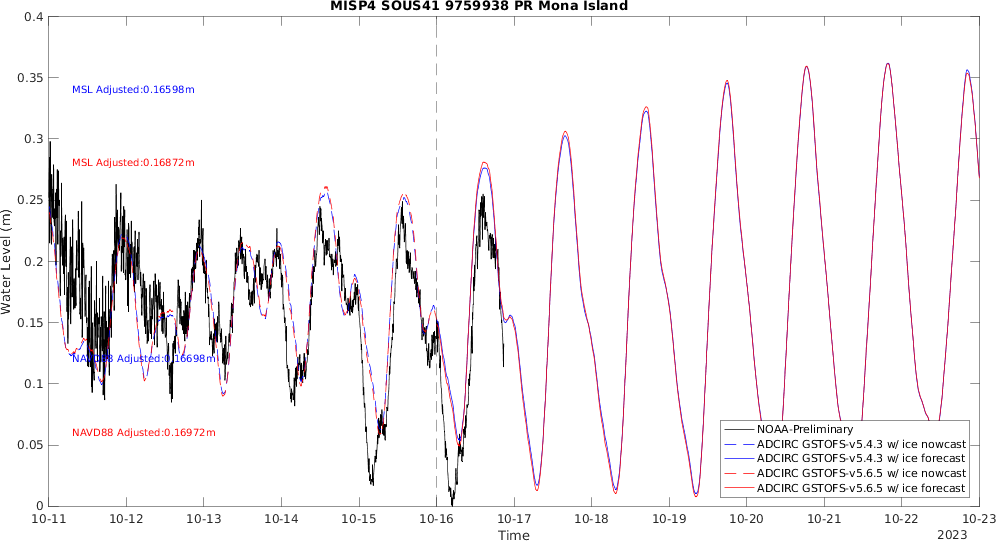 MISP4 SOUS41 9759938 PR Mona Island
0.4
0.35
0.3
0.25
0.2
0.15
0.1
0.05
0
Water Level (m)
MSL Adjusted:0.16598m
MSL Adjusted:0.16872m
NAVD88 Adjusted:0.16698m
NAVD88 Adjusted:0.16972m
NOAA-Preliminary
ADCIRC GSTOFS-v5.4.3 w/ ice nowcast
ADCIRC GSTOFS-v5.4.3 w/ ice forecast
ADCIRC GSTOFS-v5.6.5 w/ ice nowcast
ADCIRC GSTOFS-v5.6.5 w/ ice forecast
10-11 10-12 10-13 10-14 10-15 10-16 10-17 10-18 10-19 10-20 10-21 10-22 10-23
Time
2023